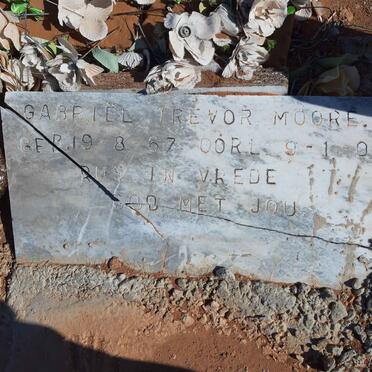 GABRIEL TREVOR MOORE
GEB. 19 8 67 OORL 9-1 0
RUS IN VREDE
MET JOU